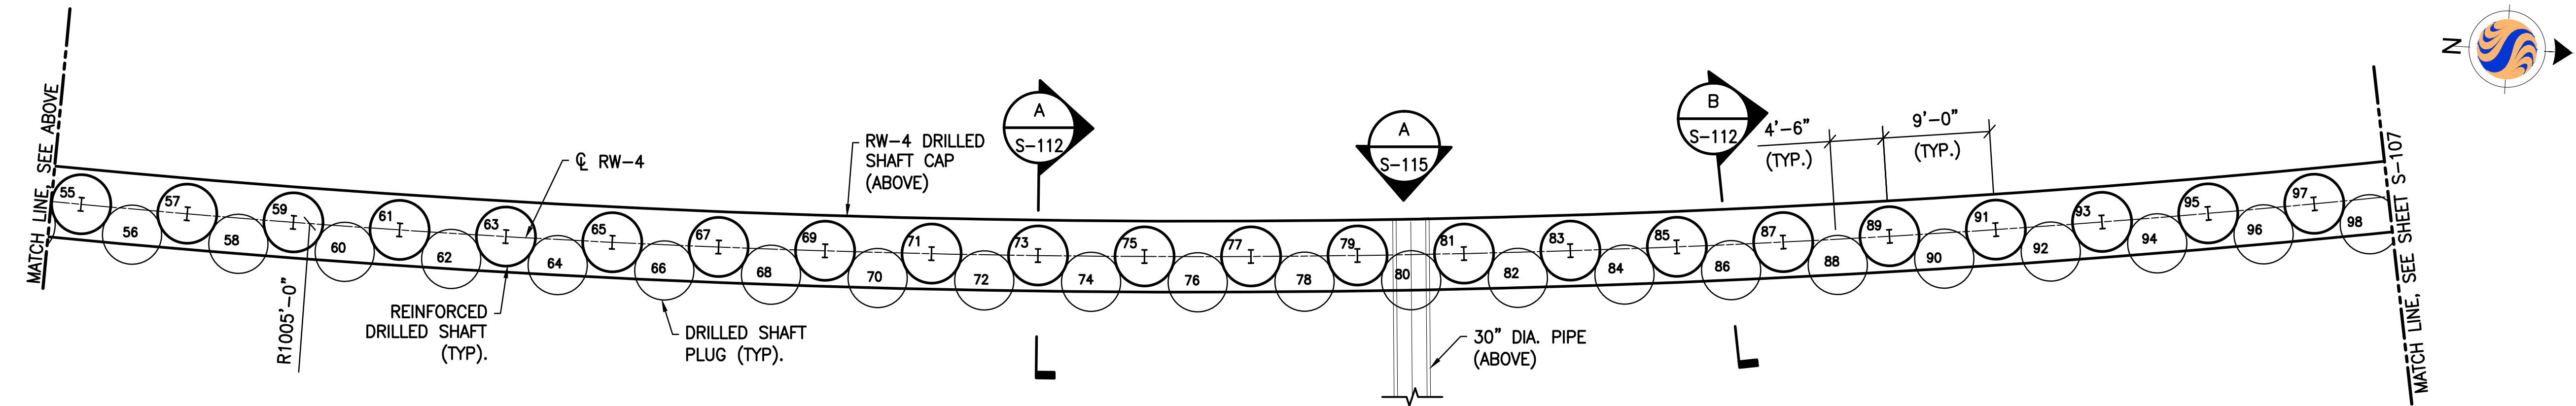 MATCH LINE, SEE ABOVE
55
57
59
61
63
65
67
69
71
73
75
77
79
81
83
85
87
89
91
93
95
97
56
58
60
62
64
66
68
70
72
74
76
78
80
82
84
86
88
90
92
94
96
98
R1005'-0"
℄ RW-4
REINFORCED
DRILLED SHAFT
(TYP).
DRILLED SHAFT
PLUG (TYP).
RW-4 DRILLED
SHAFT CAP
(ABOVE)
A
S-112
A
S-115
30" DIA. PIPE
(ABOVE)
B
S-112
4'-6"
(TYP.)
9'-0"
(TYP.)
MATCH LINE, SEE SHEET S-107
N